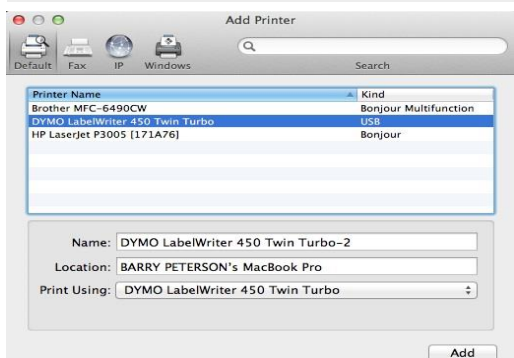 Add Printer
Default Fax IP Windows Search
Printer Name Kind
Brother MFC-6490CW Bonjour Multifunction
DYMO LabelWriter 450 Twin Turbo USB
HP LaserJet P3005 [171A76] Bonjour
Name: DYMO LabelWriter 450 Twin Turbo-2
Location: BARRY PETERSON's MacBook Pro
Print Using: DYMO LabelWriter 450 Twin Turbo
Add